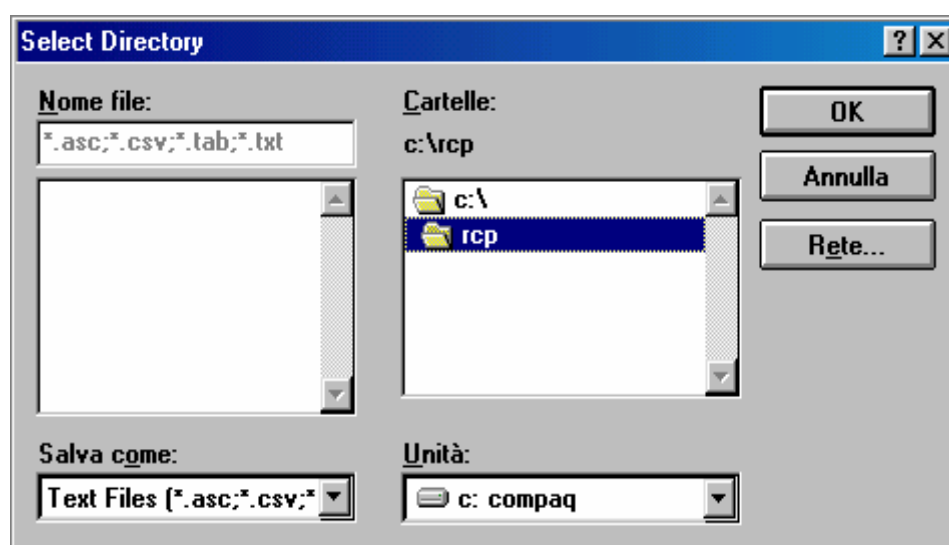 Select Directory
Nome file:
*.asc;*.csv;*.tab;*.txt
Cartelle:
c:\rcp
c:\
rcp
OK
Annulla
Rete...
Salva come:
Text Files (*.asc;*.csv;*
Unità:
c: compaq